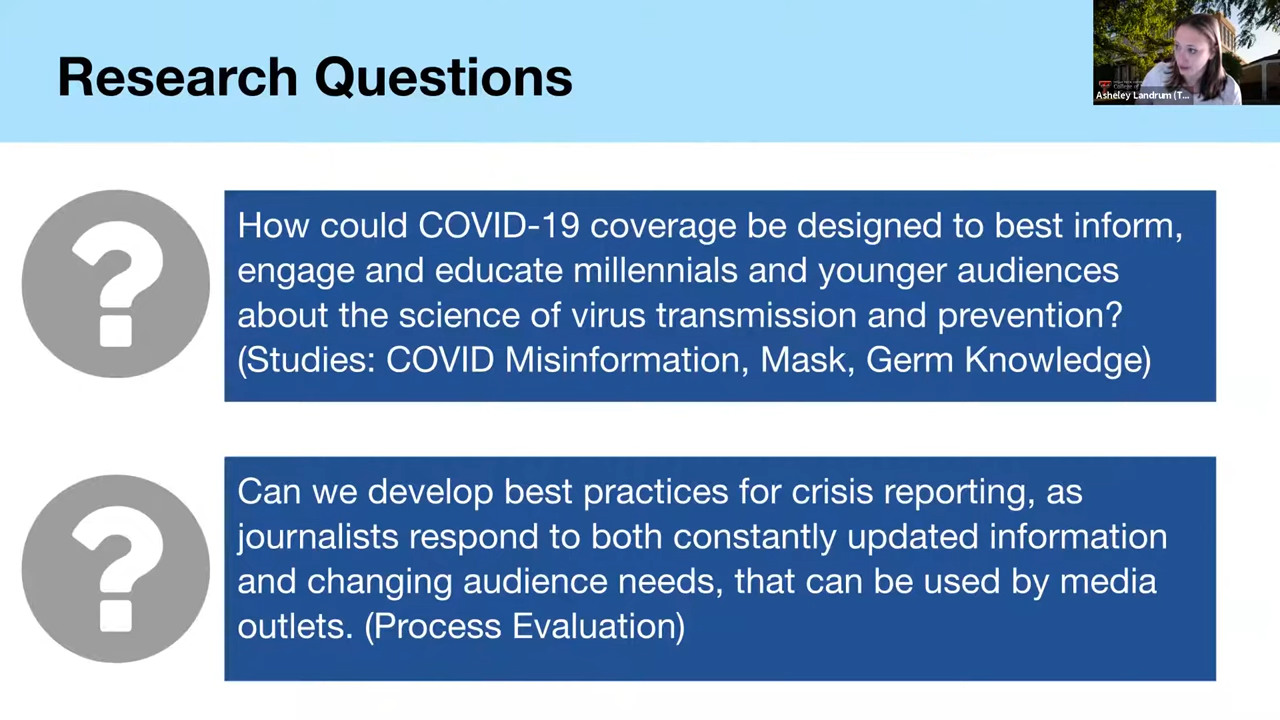 Research Questions
Asheley Landrum (T...
How could COVID-19 coverage be designed to best inform,
engage and educate millennials and younger audiences
about the science of virus transmission and prevention?
(Studies: COVID Misinformation, Mask, Germ Knowledge)
Can we develop best practices for crisis reporting, as
journalists respond to both constantly updated information
and changing audience needs, that can be used by media
outlets. (Process Evaluation)